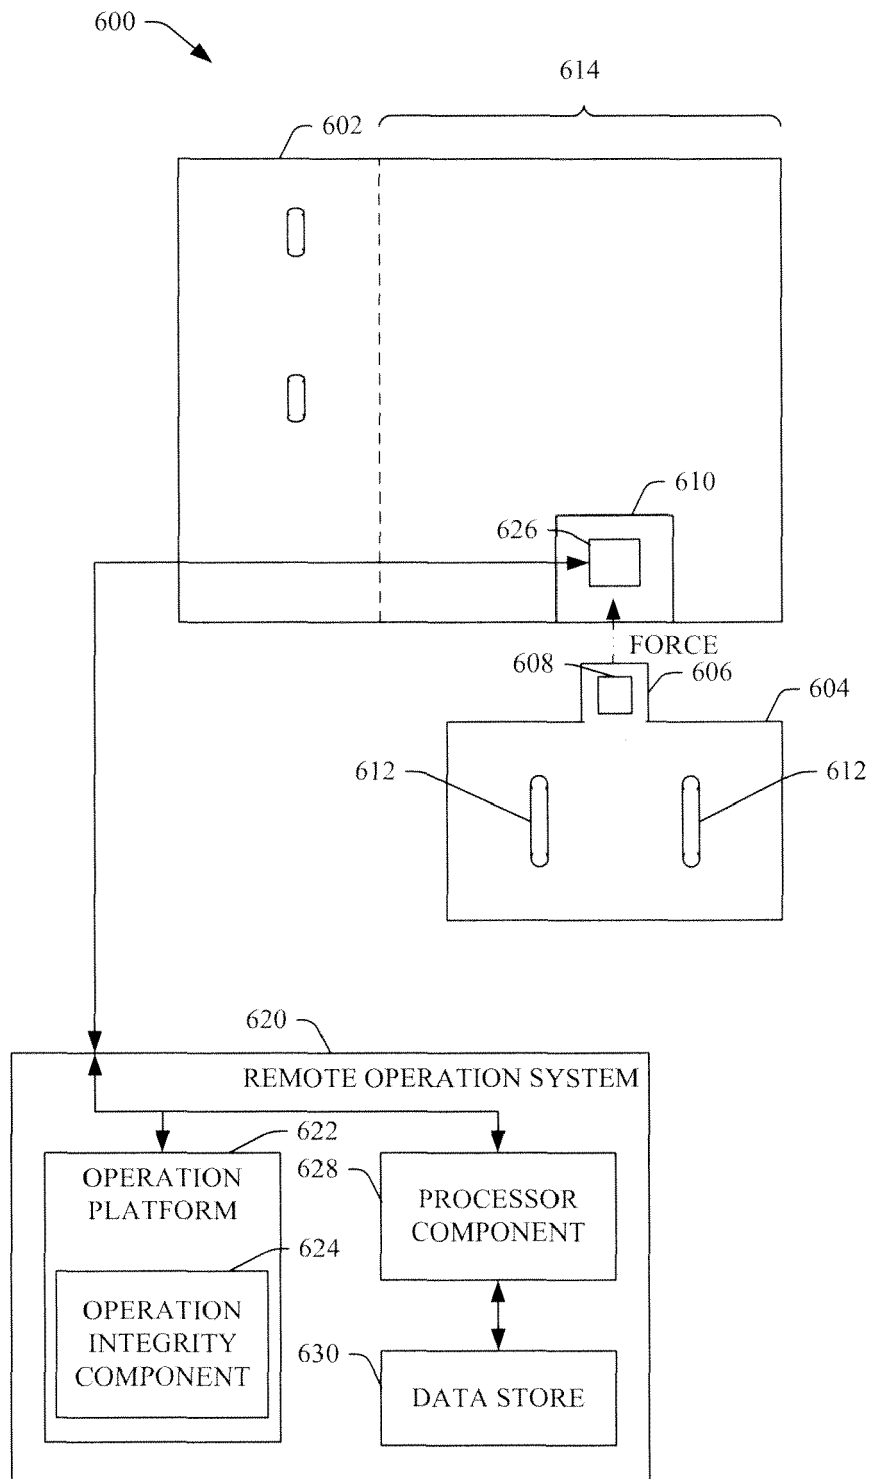 600
614
602
610
626
FORCE
608
606
604
612
612
620
REMOTE OPERATION SYSTEM
622
OPERATION
PLATFORM
628
PROCESSOR
COMPONENT
624
OPERATION
INTEGRITY
COMPONENT
630
DATA STORE